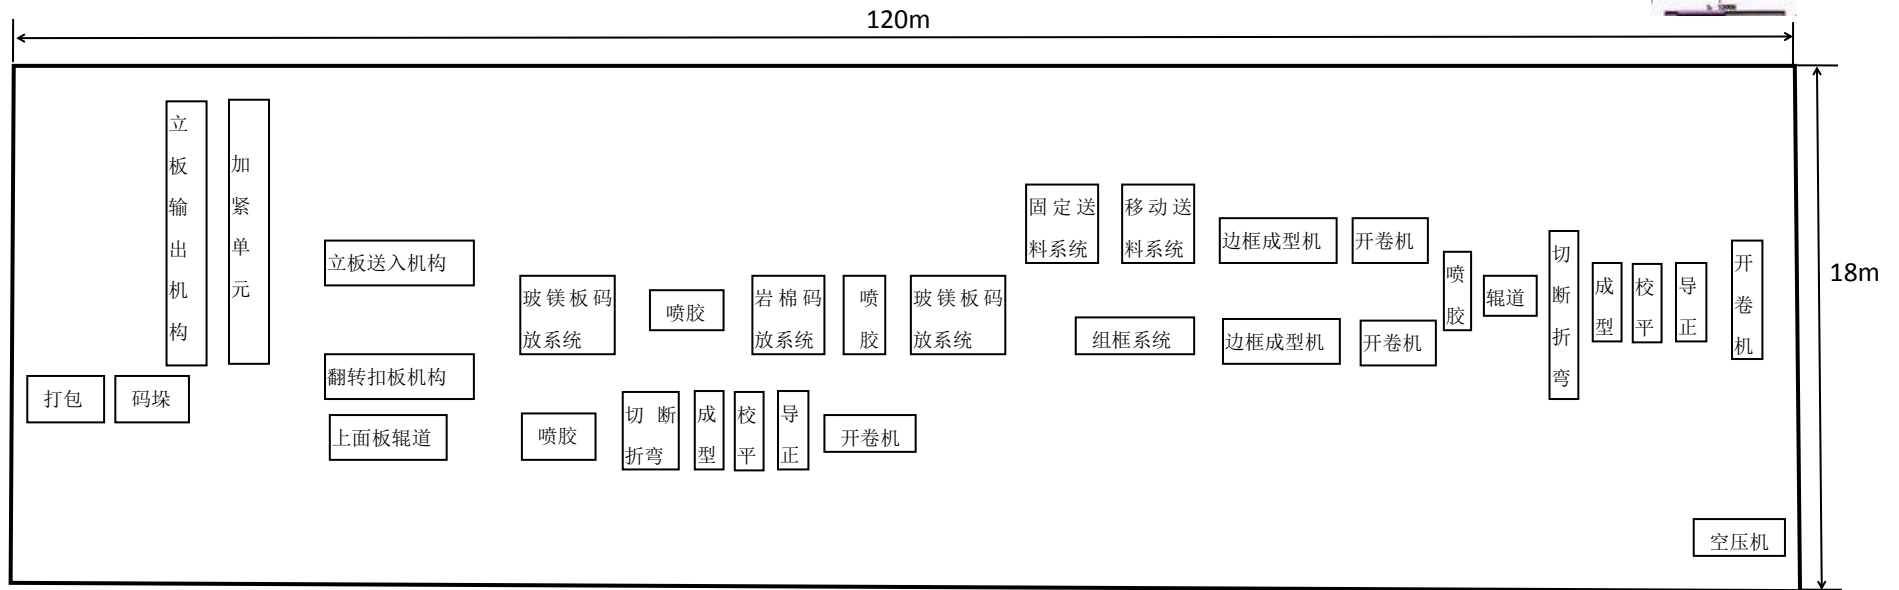 120m
18m
立板输出机构
加紧单元
立板送入机构
翻转扣板机构
上面板辊道
打包
码垛
玻镁板码
放系统
喷胶
岩棉码
放系统
喷胶
玻镁板码
放系统
喷胶
切断
折弯
成型
校平
导正
开卷机
固定送
料系统
移动送
料系统
边框成型机
开卷机
组框系统
边框成型机
开卷机
喷胶
辊道
切断折弯
成型
校平
导正
开卷机
空压机